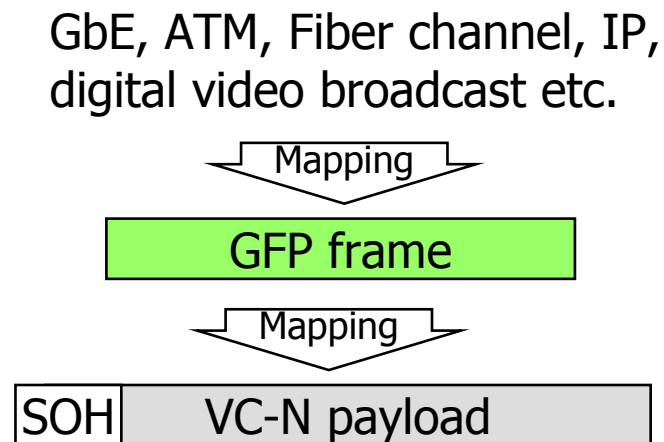 GbE, ATM, Fiber channel, IP,
digital video broadcast etc.
Mapping
GFP frame
Mapping
SOH VC-N payload